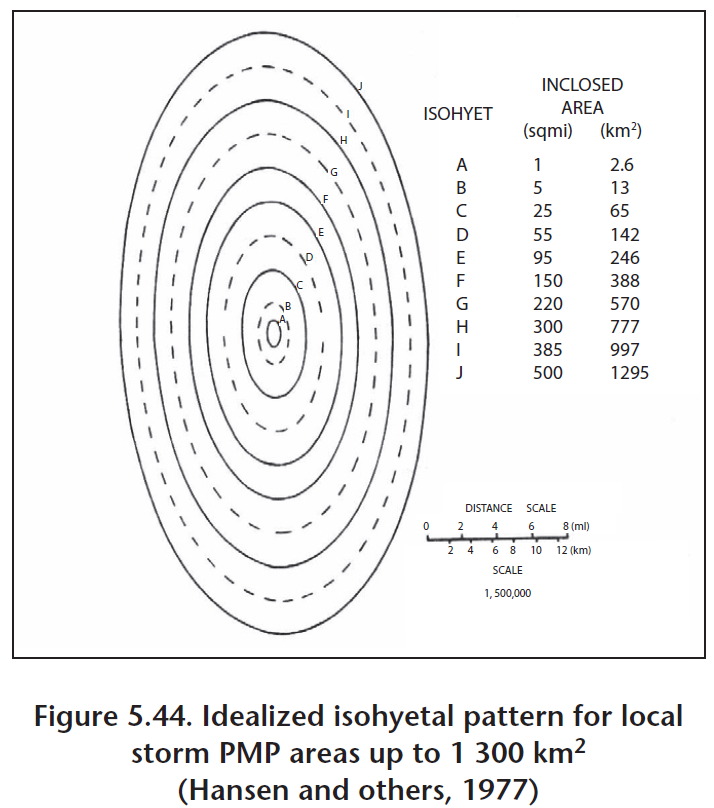 J
I
H
G
F
E
D
C
B
A
INCLOSED
ISOHYET AREA
(sqmi) (km²)
A 1 2.6
B 5 13
C 25 65
D 55 142
E 95 246
F 150 388
G 220 570
H 300 777
I 385 997
J 500 1295
DISTANCE SCALE
0 2 4 6 8 (ml)
2 4 6 8 10 12 (km)
SCALE
1, 500,000
Figure 5.44. Idealized isohyetal pattern for local
storm PMP areas up to 1 300 km²
(Hansen and others, 1977)